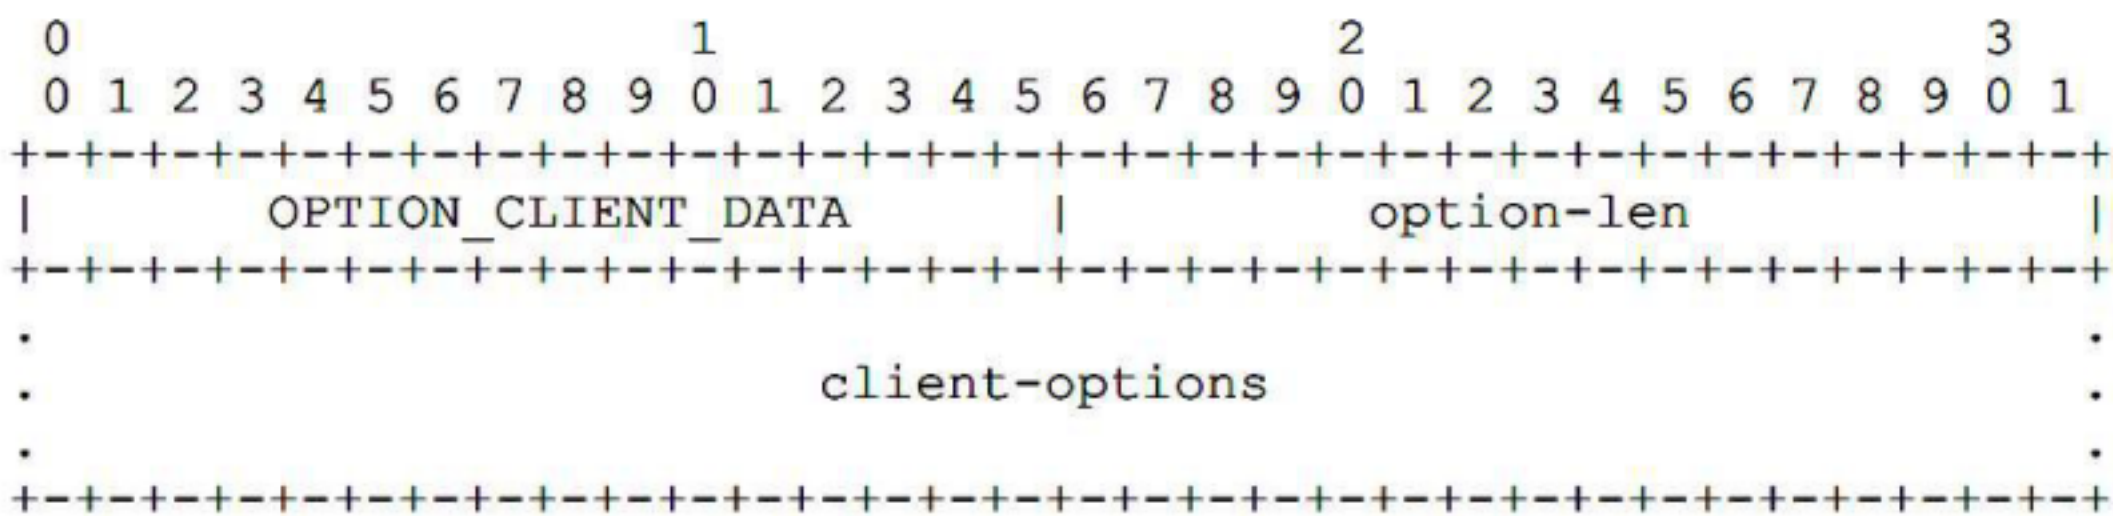 0                   1                   2                   3
 0 1 2 3 4 5 6 7 8 9 0 1 2 3 4 5 6 7 8 9 0 1 2 3 4 5 6 7 8 9 0 1
+-+-+-+-+-+-+-+-+-+-+-+-+-+-+-+-+-+-+-+-+-+-+-+-+-+-+-+-+-+-+-+-+
|       OPTION_CLIENT_DATA      |         option-len            |
+-+-+-+-+-+-+-+-+-+-+-+-+-+-+-+-+-+-+-+-+-+-+-+-+-+-+-+-+-+-+-+-+
.                                                               .
.                        client-options                         .
.                                                               .
+-+-+-+-+-+-+-+-+-+-+-+-+-+-+-+-+-+-+-+-+-+-+-+-+-+-+-+-+-+-+-+-+